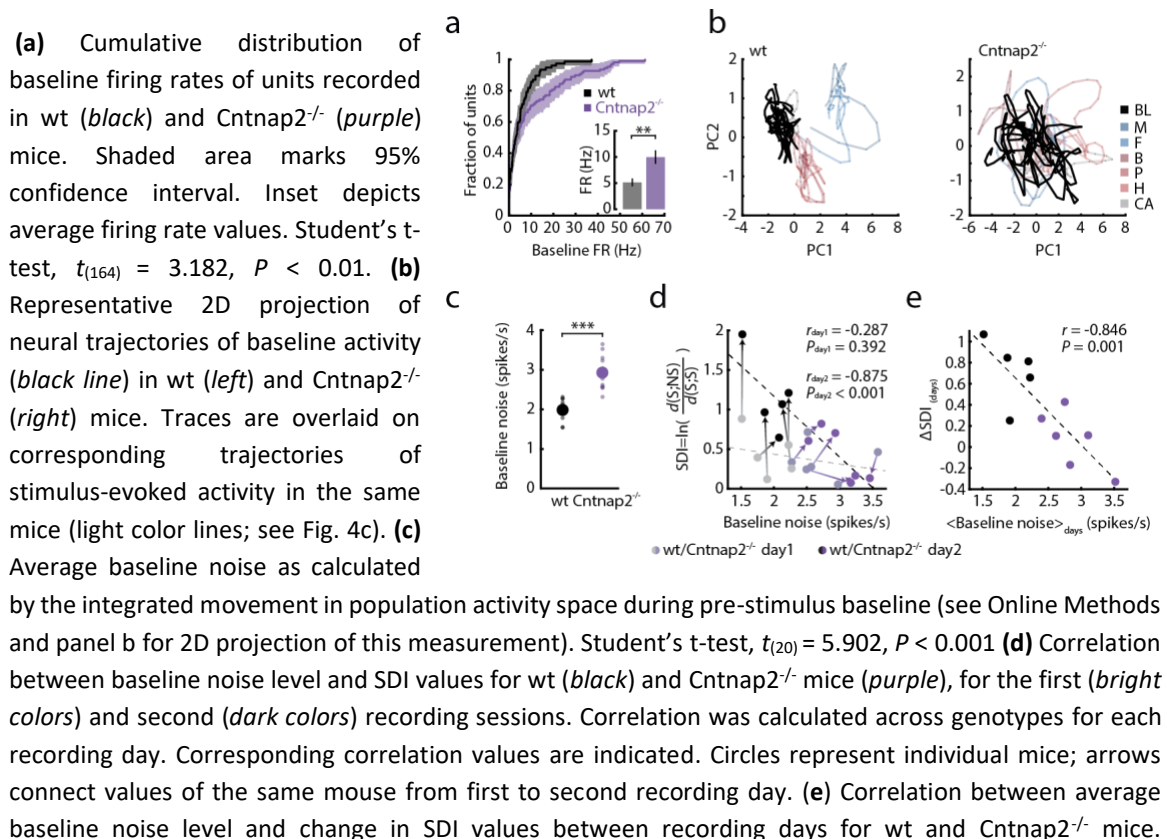 (a) Cumulative distribution of
baseline firing rates of units recorded
in wt (black) and Cntnap2-/- (purple)
mice. Shaded area marks 95%
confidence interval. Inset depicts
average firing rate values. Student's t-
test, t(164) = 3.182, P < 0.01. (b)
Representative 2D projection of
neural trajectories of baseline activity
(black line) in wt (left) and Cntnap2-/-
(right) mice. Traces are overlaid on
corresponding trajectories of
stimulus-evoked activity in the same
mice (light color lines; see Fig. 4c). (c)
Average baseline noise as calculated
by the integrated movement in population activity space during pre-stimulus baseline (see Online Methods
and panel b for 2D projection of this measurement). Student's t-test, t(20) = 5.902, P < 0.001 (d) Correlation
between baseline noise level and SDI values for wt (black) and Cntnap2-/- mice (purple), for the first (bright
colors) and second (dark colors) recording sessions. Correlation was calculated across genotypes for each
recording day. Corresponding correlation values are indicated. Circles represent individual mice; arrows
connect values of the same mouse from first to second recording day. (e) Correlation between average
baseline noise level and change in SDI values between recording days for wt and Cntnap2-/- mice.
a
Fraction of units
1
0.8
0.6
0.4
0.2
0 10 20 30 40 50 60 70
Baseline FR (Hz)
wt
Cntnap2-/-
FR (Hz)
15
10
5
0
**
b
wt
PC2
2
1
0
-1
-2
-4 -2 0 2 4 6 8
PC1
Cntnap2-/-
2
1
0
-1
-2
-4 -2 0 2 4 6 8
PC1
BL
M
F
B
P
H
CA
c
Baseline noise (spikes/s)
4
3
2
1
0
***
wt Cntnap2-/-
d
SDI=ln( d(S;NS) / d(S;S) )
2
1.5
1
0.5
0
1.5 2 2.5 3 3.5
Baseline noise (spikes/s)
rday1 = -0.287
Pday1 = 0.392
rday2 = -0.875
Pday2 < 0.001
wt/Cntnap2-/- day1
wt/Cntnap2-/- day2
e
ΔSDI(days)
1
0.8
0.6
0.4
0.2
0
-0.2
-0.4
1.5 2 2.5 3 3.5
<Baseline noise>days (spikes/s)
r = -0.846
P = 0.001